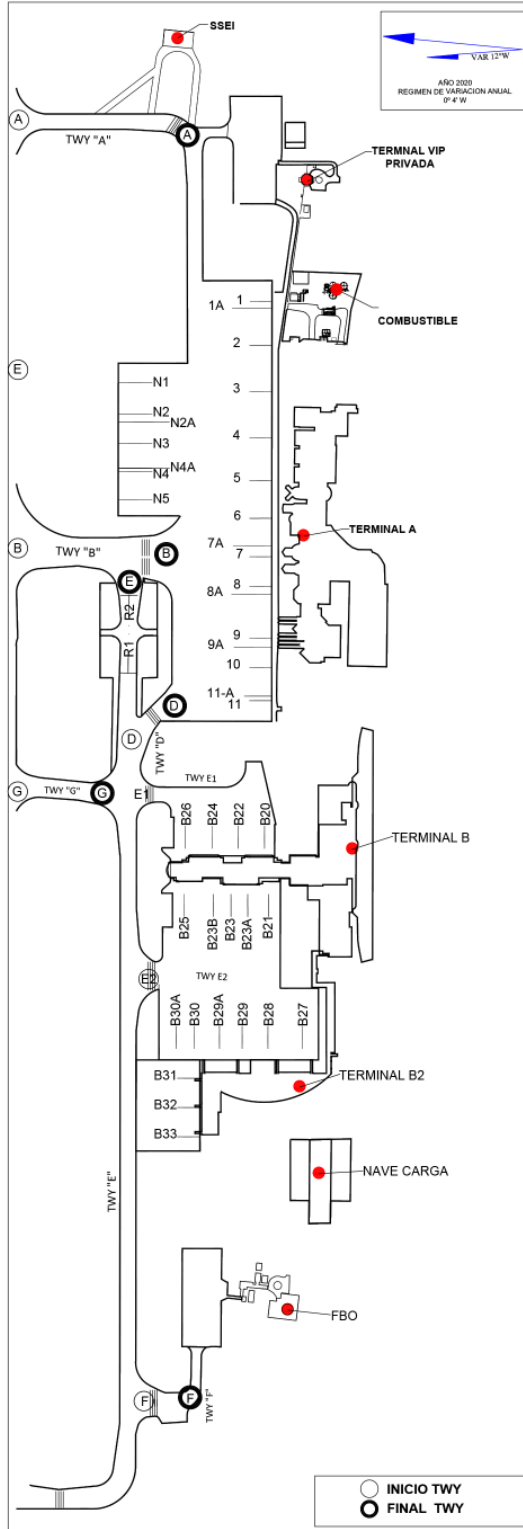 SSEI
VAR 12°W
AÑO 2020
REGIMEN DE VARIACION ANUAL
0° 4' W
A
TWY "A"
A
TERMNAL VIP
PRIVADA
1
1A
COMBUSTIBLE
2
E
N1
3
N2
N2A
4
N3
N4A
N4
5
N5
6
TERMINAL A
7A
B
TWY "B"
B
7
E
8
8A
R2
9
R1
9A
10
11-A
11
D
D
TWY "D"
TWY E1
G
TWY "G"
G
E1
B26
B24
B22
B20
TERMINAL B
B25
B23B
B23
B23A
B21
E2
TWY E2
B30A
B30
B29A
B29
B28
B27
B31
TERMINAL B2
B32
B33
TWY "E"
NAVE CARGA
FBO
F
F
TWY "F"
INICIO TWY
FINAL TWY